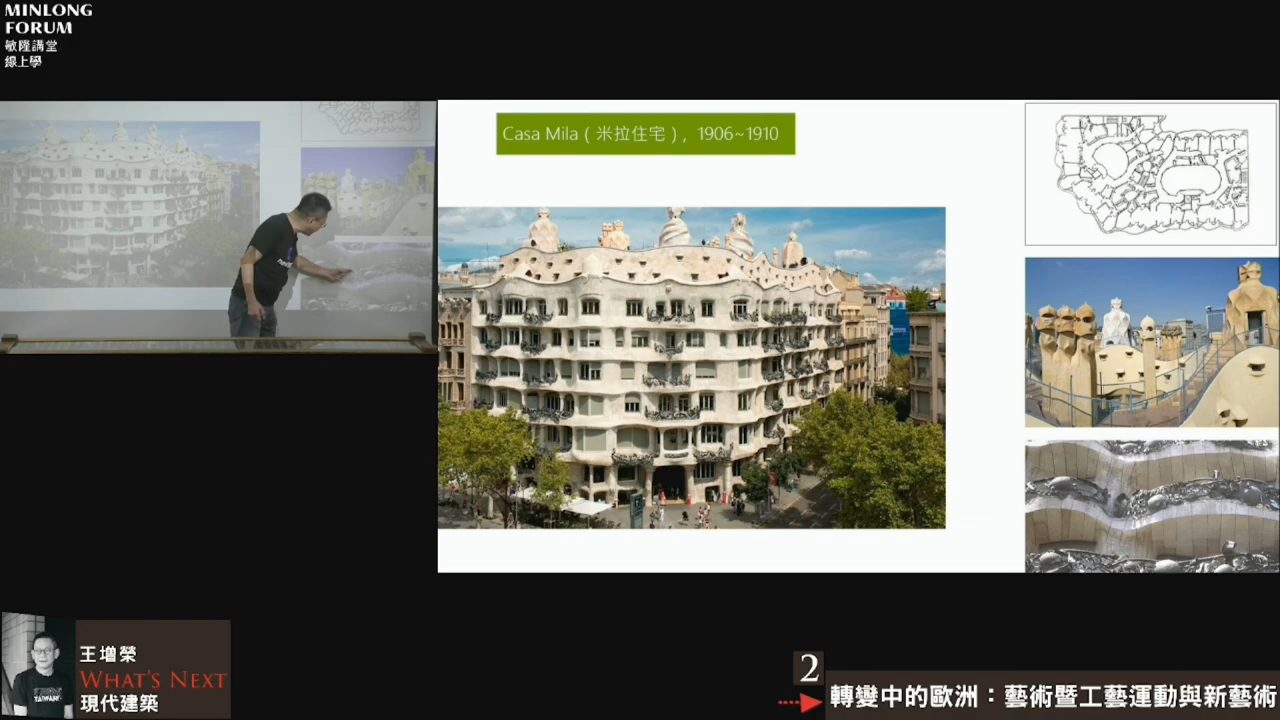 MINLONG
FORUM
敏隆講堂
線上學
Casa Mila ( 米拉住宅 ) , 1906~1910
王增榮
WHAT'S NEXT
現代建築
2
轉變中的歐洲：藝術暨工藝運動與新藝術